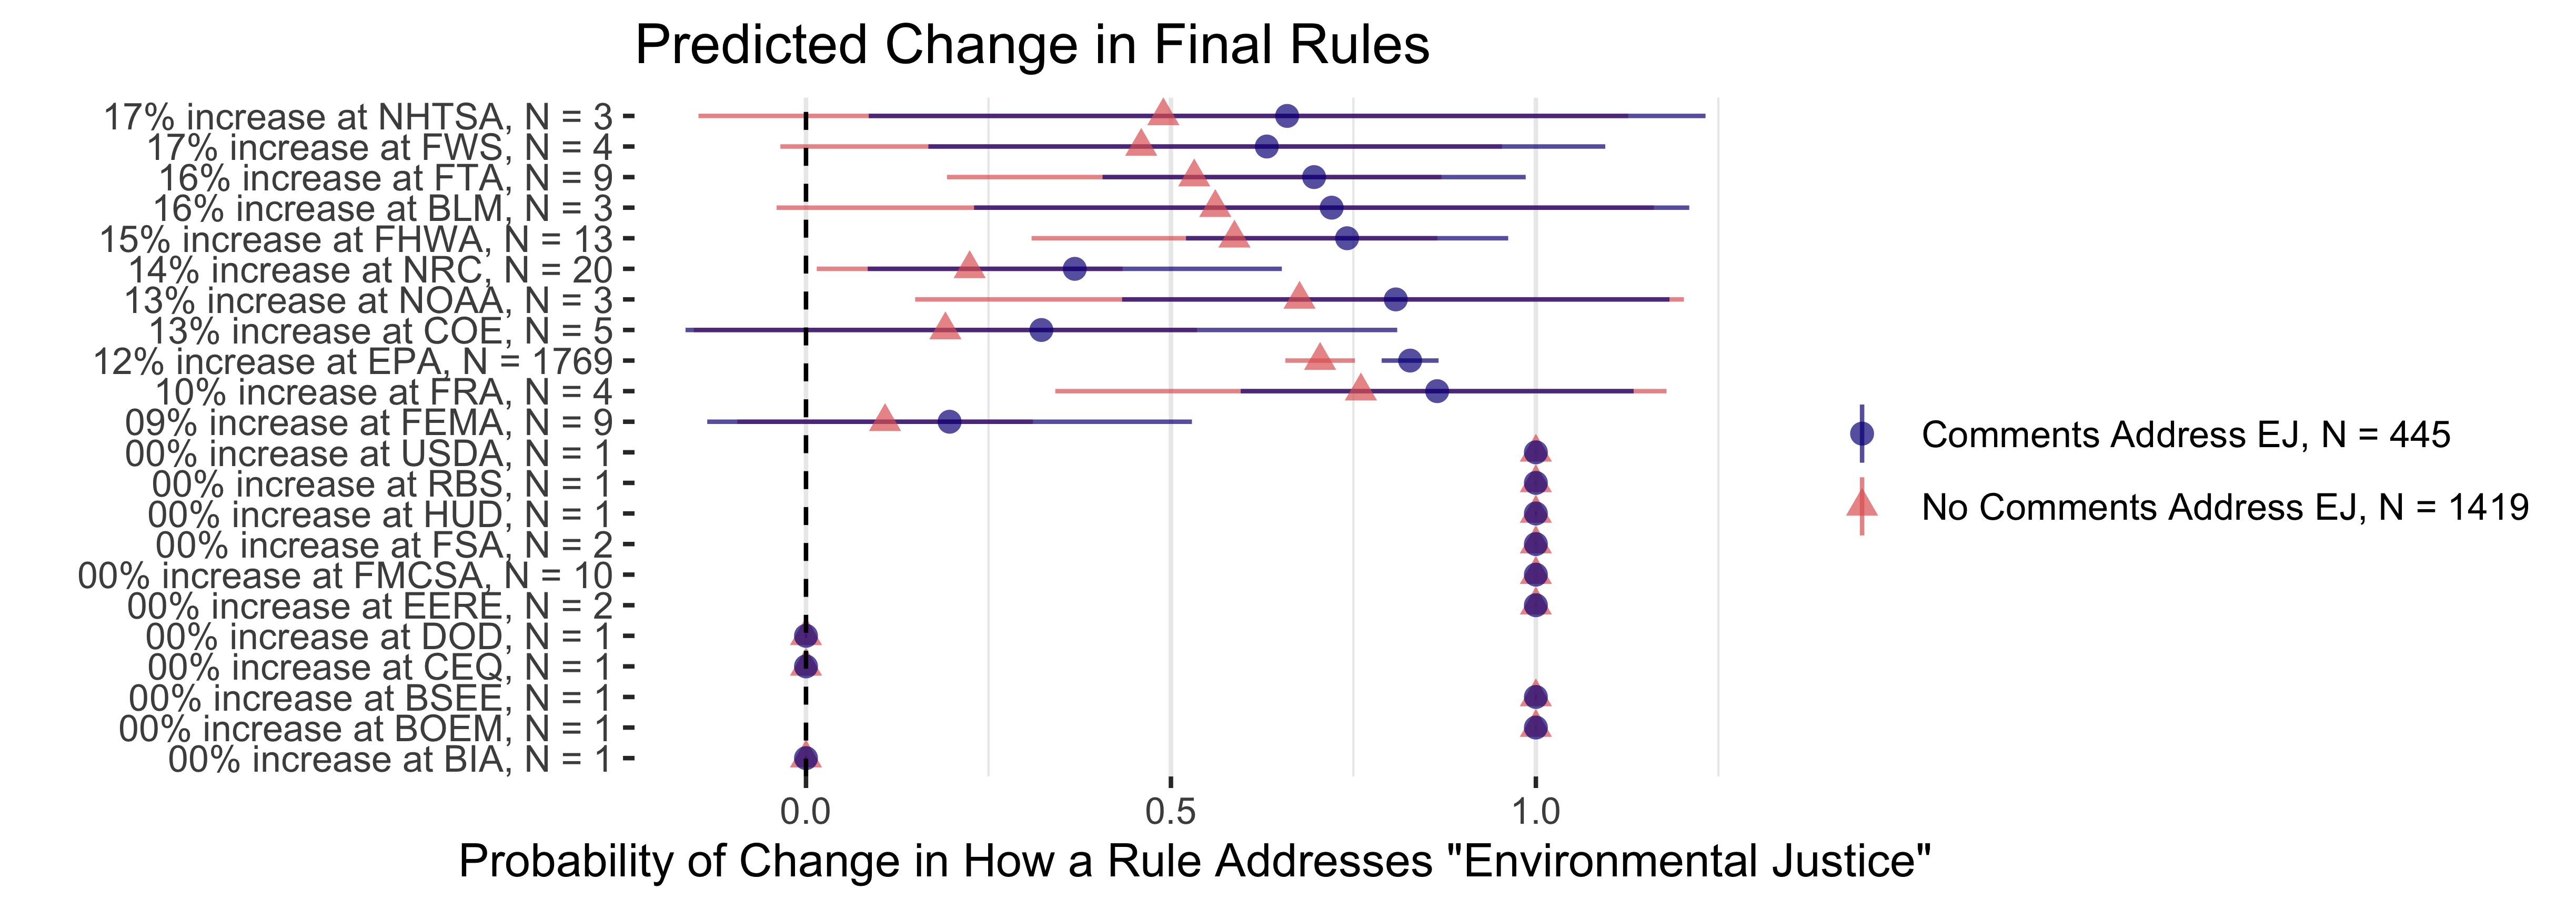 Predicted Change in Final Rules
17% increase at NHTSA, N = 3
17% increase at FWS, N = 4
16% increase at FTA, N = 9
16% increase at BLM, N = 3
15% increase at FHWA, N = 13
14% increase at NRC, N = 20
13% increase at NOAA, N = 3
13% increase at COE, N = 5
12% increase at EPA, N = 1769
10% increase at FRA, N = 4
09% increase at FEMA, N = 9
00% increase at USDA, N = 1
00% increase at RBS, N = 1
00% increase at HUD, N = 1
00% increase at FSA, N = 2
00% increase at FMCSA, N = 10
00% increase at EERE, N = 2
00% increase at DOD, N = 1
00% increase at CEQ, N = 1
00% increase at BSEE, N = 1
00% increase at BOEM, N = 1
00% increase at BIA, N = 1
0.0 0.5 1.0
Probability of Change in How a Rule Addresses "Environmental Justice"
Comments Address EJ, N = 445
No Comments Address EJ, N = 1419